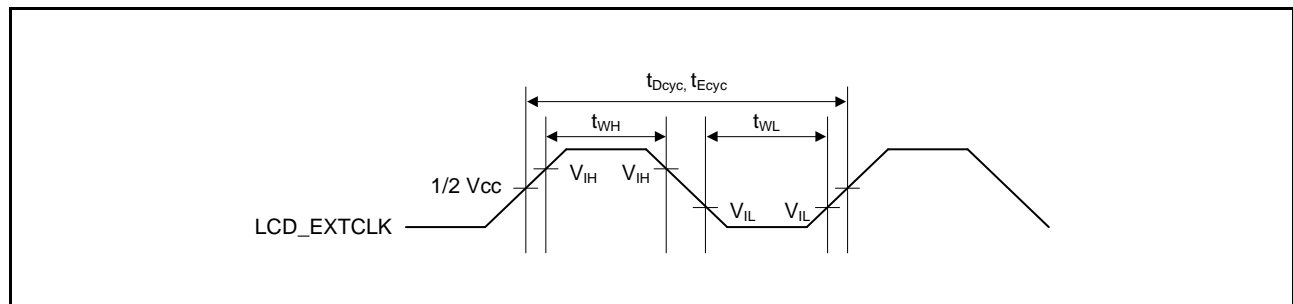 tDcyc, tEcyc
tWH
tWL
1/2 Vcc
VIH
VIH
VIL
VIL
LCD_EXTCLK